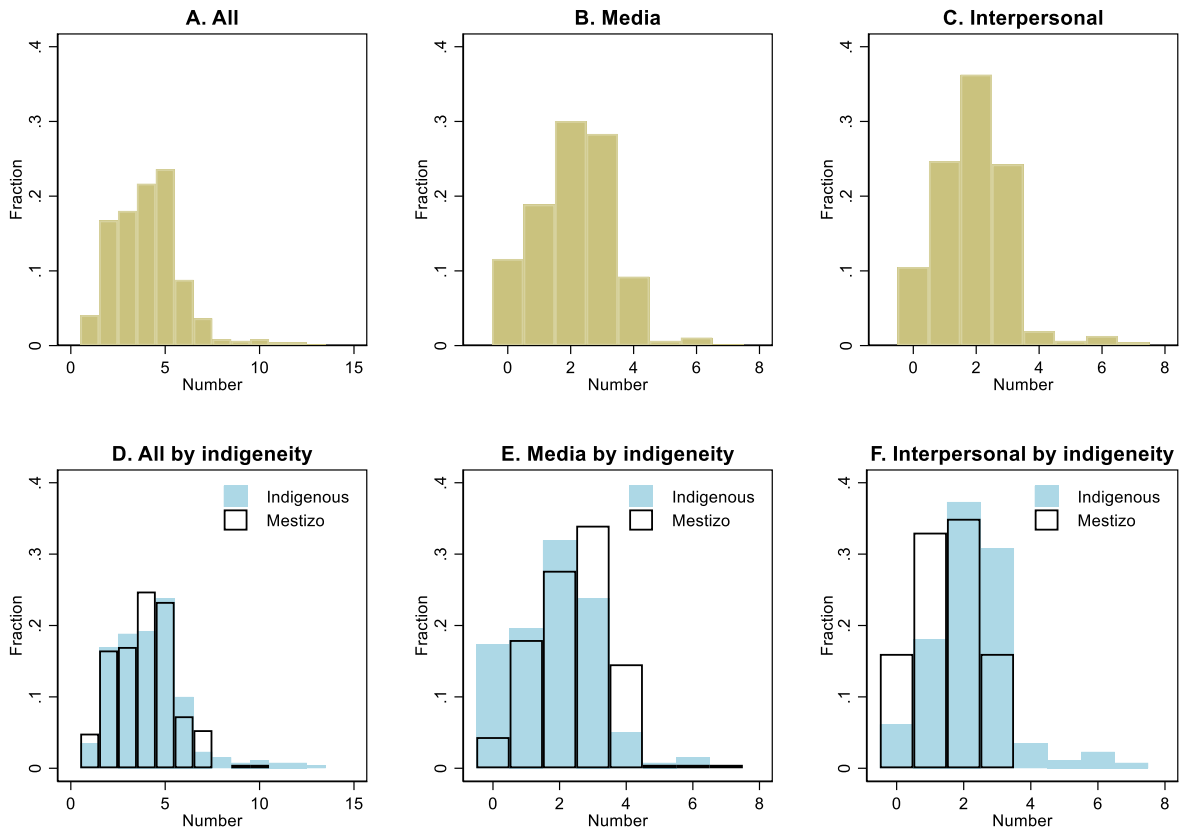 A. All
Fraction
.4
.3
.2
.1
0
0 5 10 15
Number
B. Media
Fraction
.4
.3
.2
.1
0
0 2 4 6 8
Number
C. Interpersonal
Fraction
.4
.3
.2
.1
0
0 2 4 6 8
Number
D. All by indigeneity
Indigenous
Mestizo
Fraction
.4
.3
.2
.1
0
0 5 10 15
Number
E. Media by indigeneity
Indigenous
Mestizo
Fraction
.4
.3
.2
.1
0
0 2 4 6 8
Number
F. Interpersonal by indigeneity
Indigenous
Mestizo
Fraction
.4
.3
.2
.1
0
0 2 4 6 8
Number